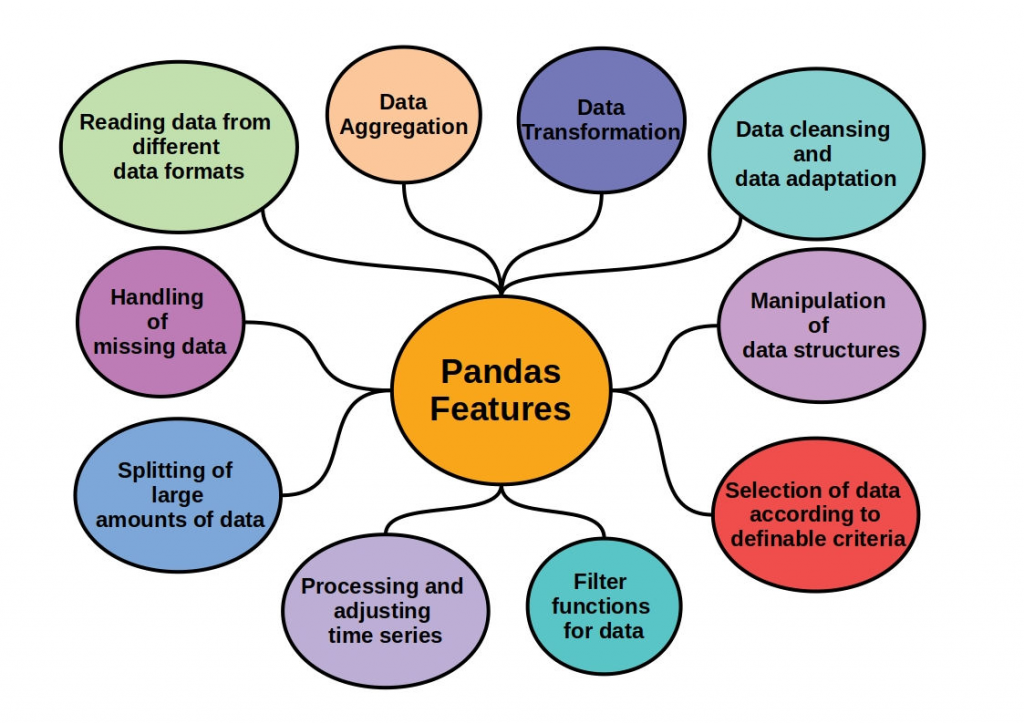 Reading data from
different
data formats
Data
Aggregation
Data
Transformation
Data cleansing
and
data adaptation
Handling
of
missing data
Manipulation
of
data structures
Pandas
Features
Splitting of
large
amounts of data
Selection of data
according to
definable criteria
Processing and
adjusting
time series
Filter
functions
for data